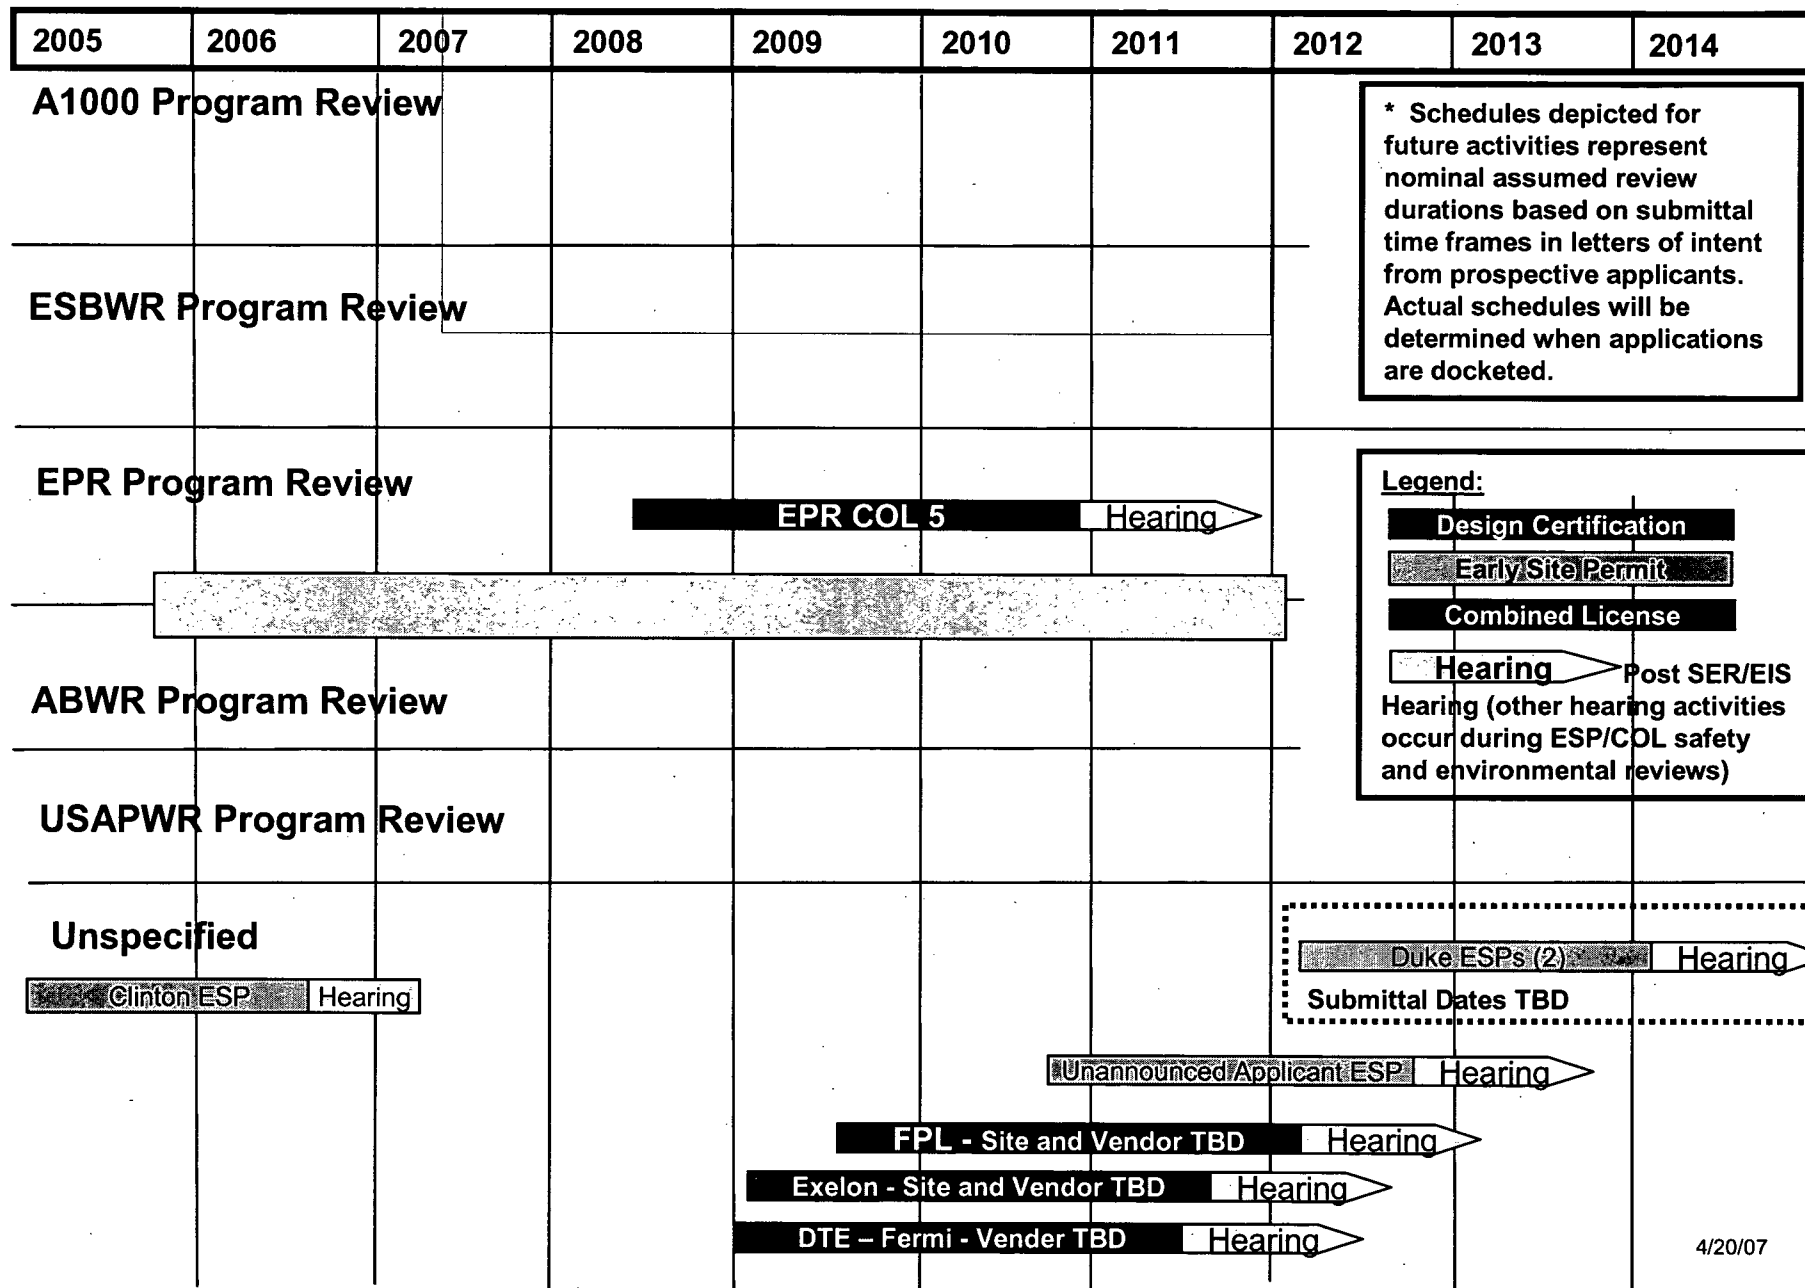 2005 2006 2007 2008 2009 2010 2011 2012 2013 2014
A1000 Program Review
* Schedules depicted for
future activities represent
nominal assumed review
durations based on submittal
time frames in letters of intent
from prospective applicants.
Actual schedules will be
determined when applications
are docketed.
ESBWR Program Review
EPR Program Review
EPR COL 5 Hearing
Legend:
Design Certification
Early Site Permit
Combined License
Hearing Post SER/EIS
Hearing (other hearing activities
occur during ESP/COL safety
and environmental reviews)
ABWR Program Review
USAPWR Program Review
Unspecified
Clinton ESP Hearing
Duke ESPs (2) Hearing
Submittal Dates TBD
Unannounced Applicant ESP Hearing
FPL - Site and Vendor TBD Hearing
Exelon - Site and Vendor TBD Hearing
DTE – Fermi - Vender TBD Hearing
4/20/07